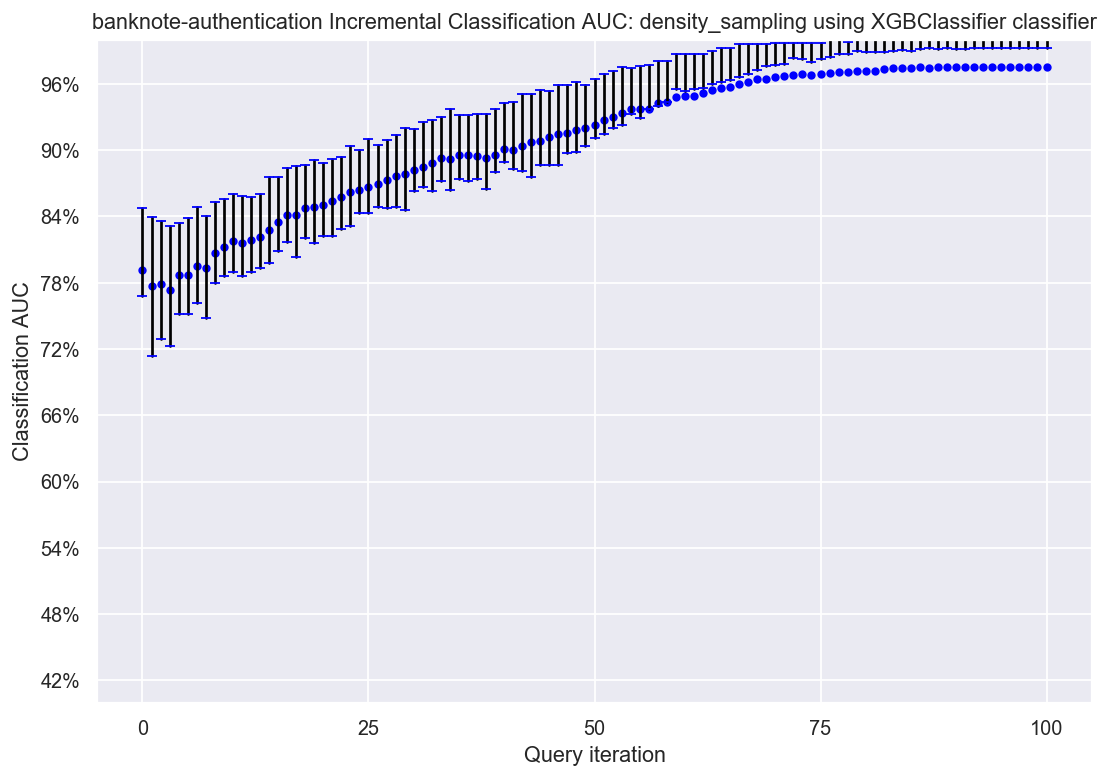 banknote-authentication Incremental Classification AUC: density_sampling using XGBClassifier classifier
Classification AUC
96%
90%
84%
78%
72%
66%
60%
54%
48%
42%
0 25 50 75 100
Query iteration